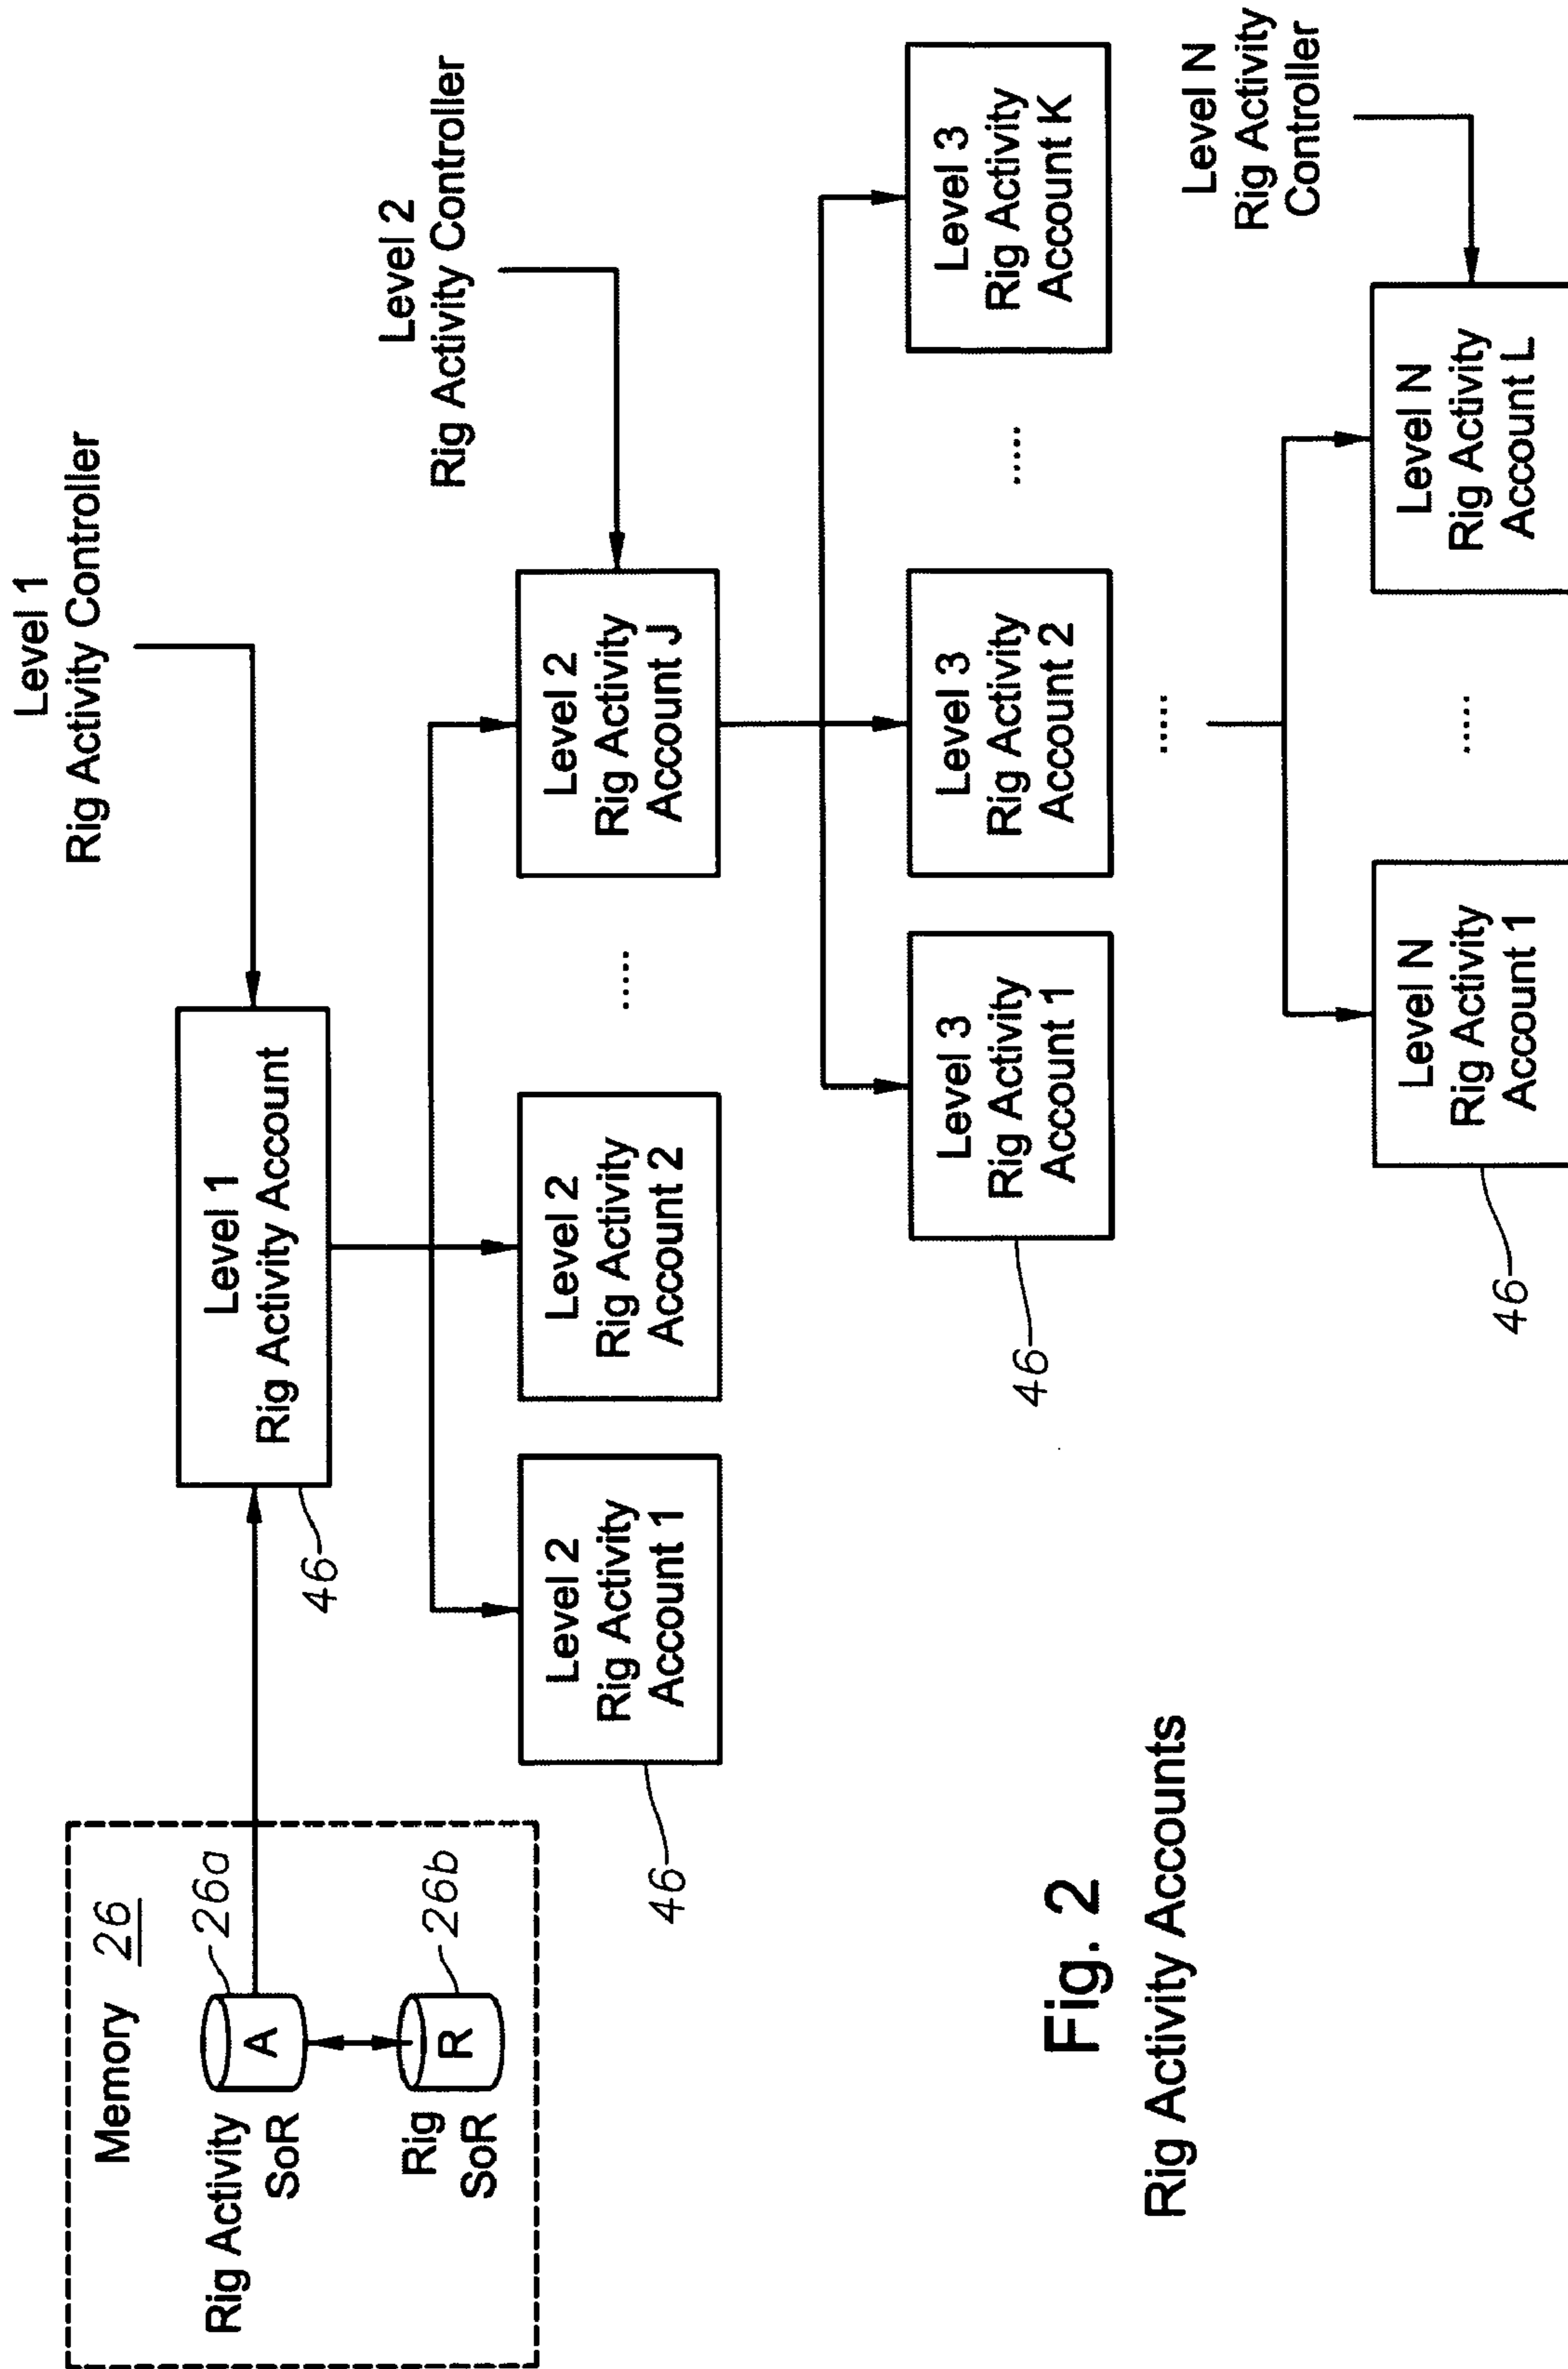 Level 1
Rig Activity Controller
Memory 26
Rig Activity
SoR
A
26a
Rig
SoR
R
26b
Level 1
Rig Activity Account
46
Level 2
Rig Activity Controller
Level 2
Rig Activity
Account 1
46
Level 2
Rig Activity
Account 2
.....
Level 2
Rig Activity
Account J
Level 3
Rig Activity
Account 1
46
Level 3
Rig Activity
Account 2
.....
Level 3
Rig Activity
Account K
.....
Level N
Rig Activity
Controller
Level N
Rig Activity
Account 1
46
.....
Level N
Rig Activity
Account L
Fig. 2
Rig Activity Accounts